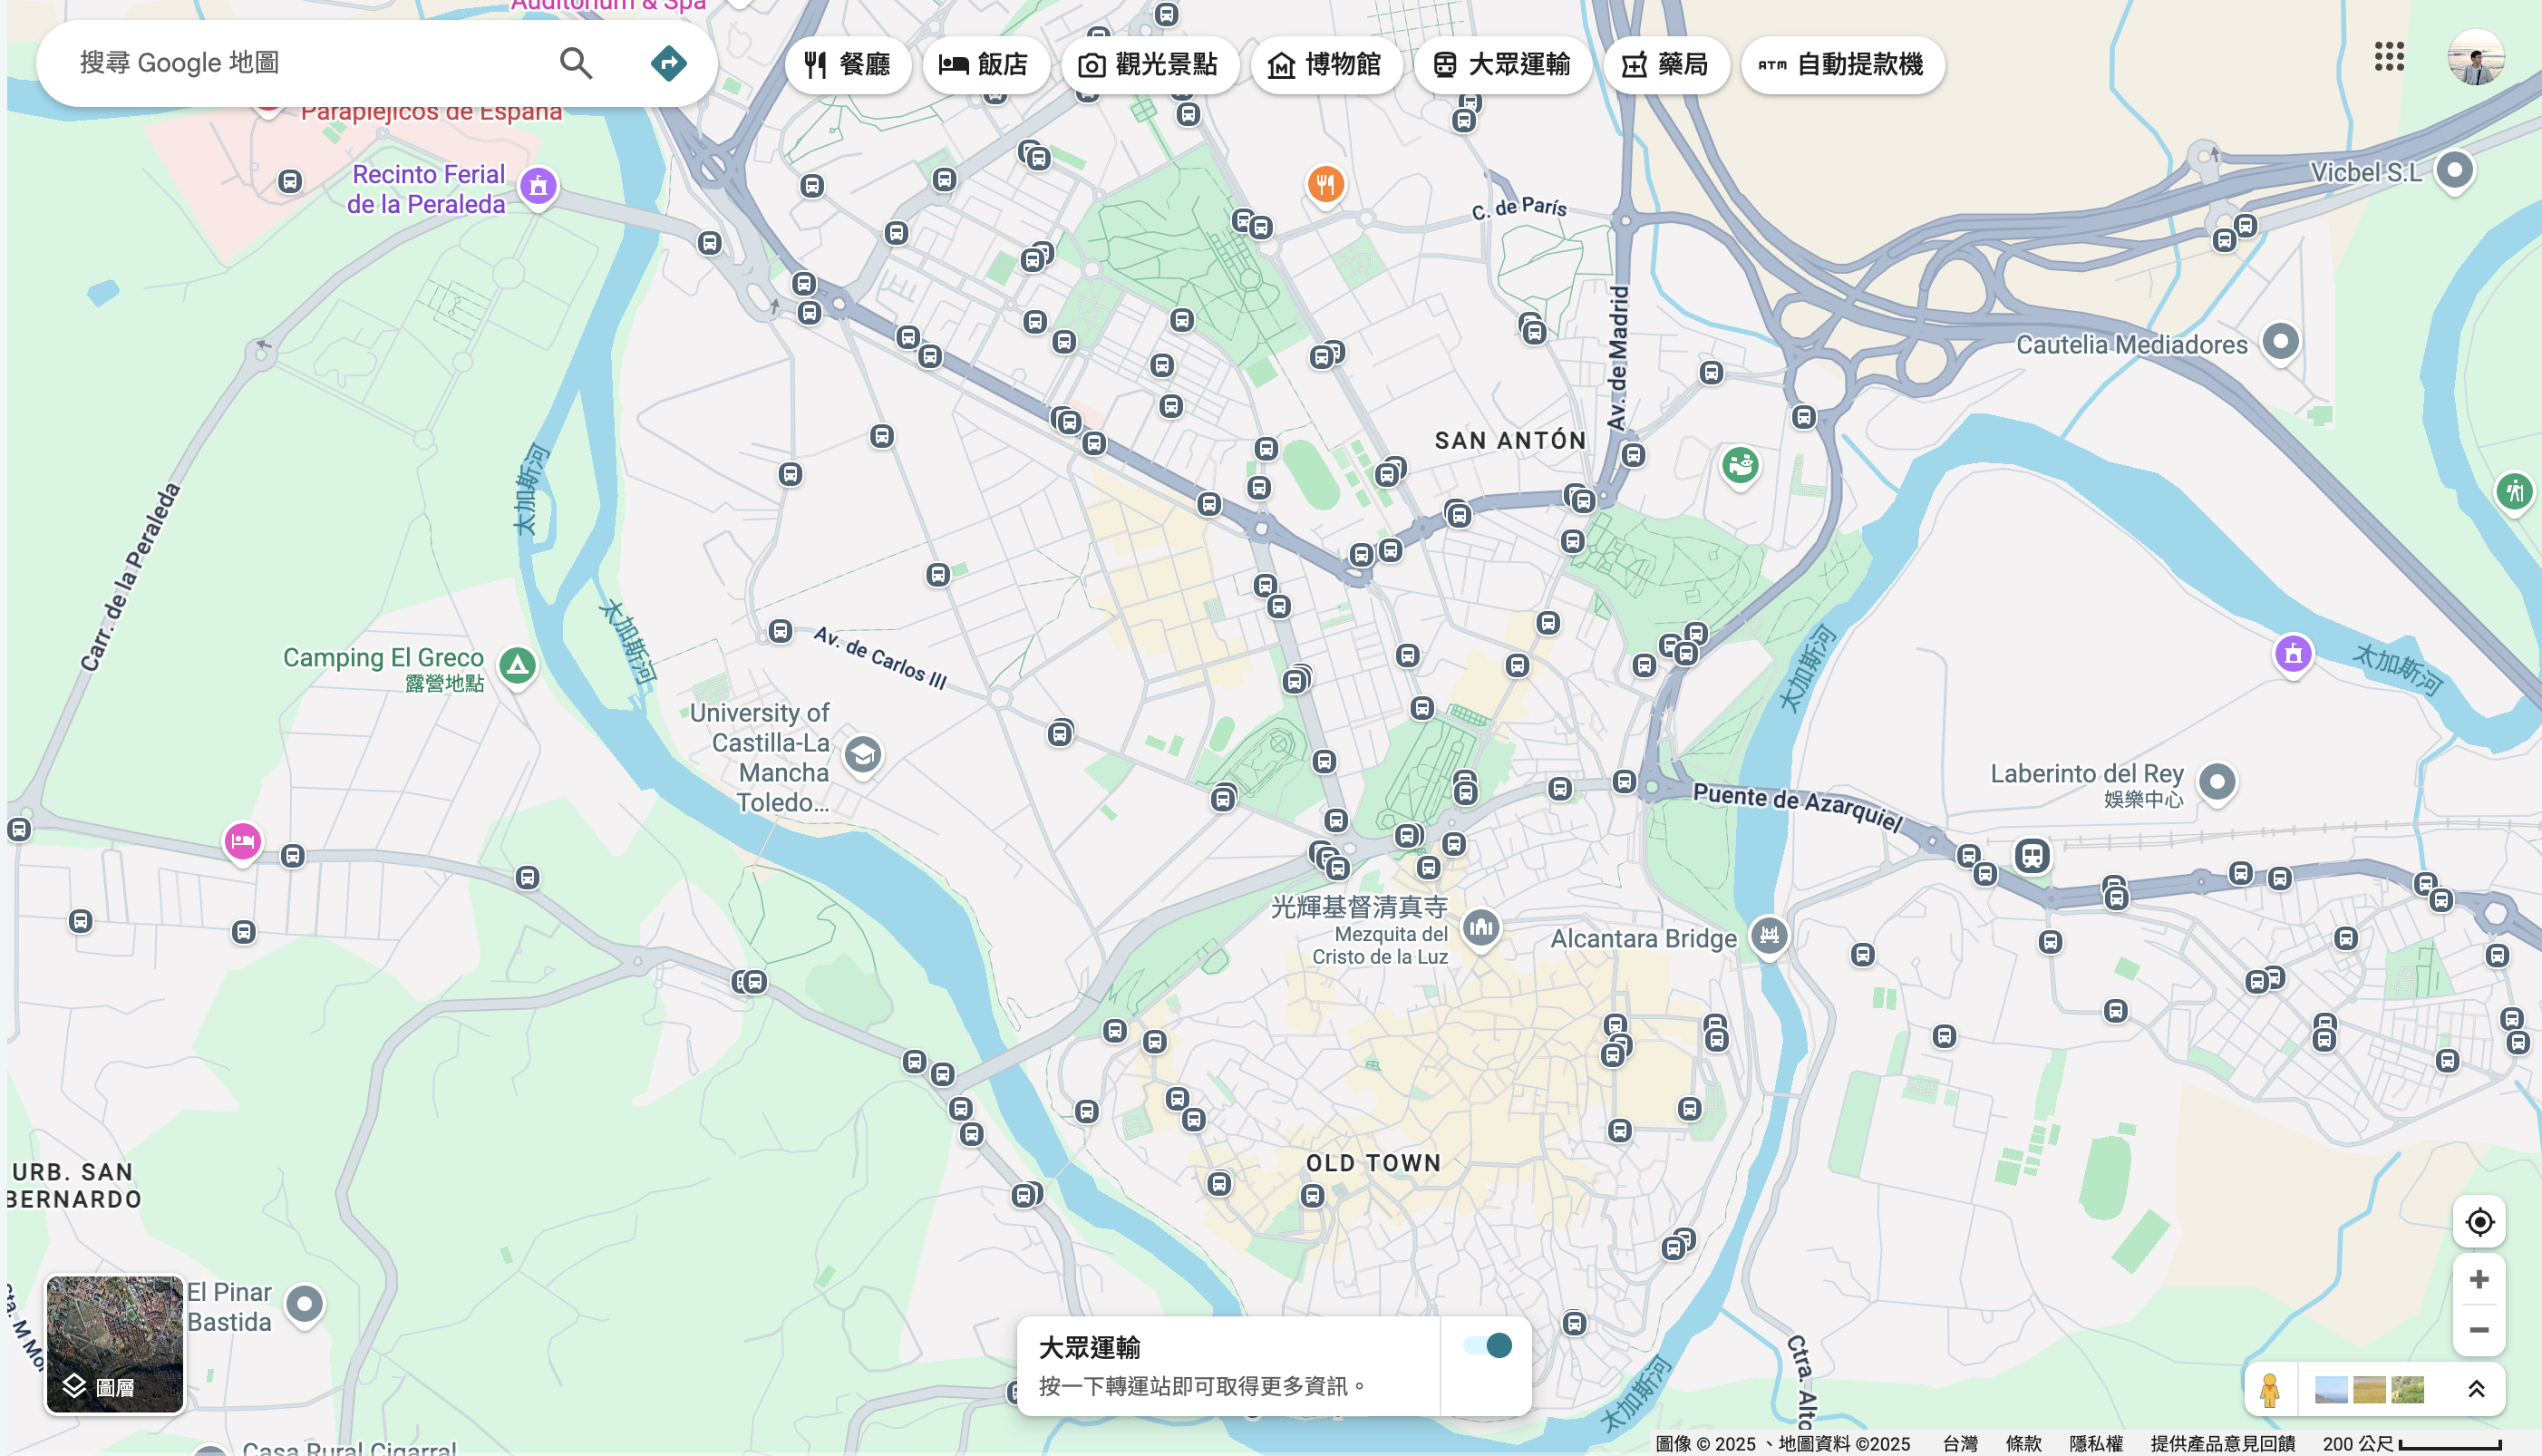 Auditorium & Spa
搜尋 Google 地圖
餐廳
飯店
觀光景點
博物館
大眾運輸
藥局
ATM 自動提款機
Parapléjicos de España
Recinto Ferial
de la Peraleda
Vicbel S.L
C. de París
Av. de Madrid
Cautelia Mediadores
SAN ANTÓN
太加斯河
Carr. de la Peraleda
太加斯河
Av. de Carlos III
Camping El Greco
露營地點
太加斯河
太加斯河
University of
Castilla-La
Mancha
Toledo...
Laberinto del Rey
娛樂中心
Puente de Azarquiel
光輝基督清真寺
Mezquita del
Cristo de la Luz
Alcantara Bridge
OLD TOWN
URB. SAN
BERNARDO
El Pinar
Bastida
圖層
大眾運輸
按一下轉運站即可取得更多資訊。
太加斯河
Ctra. Alto
Casa Rural Cigarral
圖像 © 2025 、地圖資料 ©2025
台灣
條款
隱私權
提供產品意見回饋
200 公尺